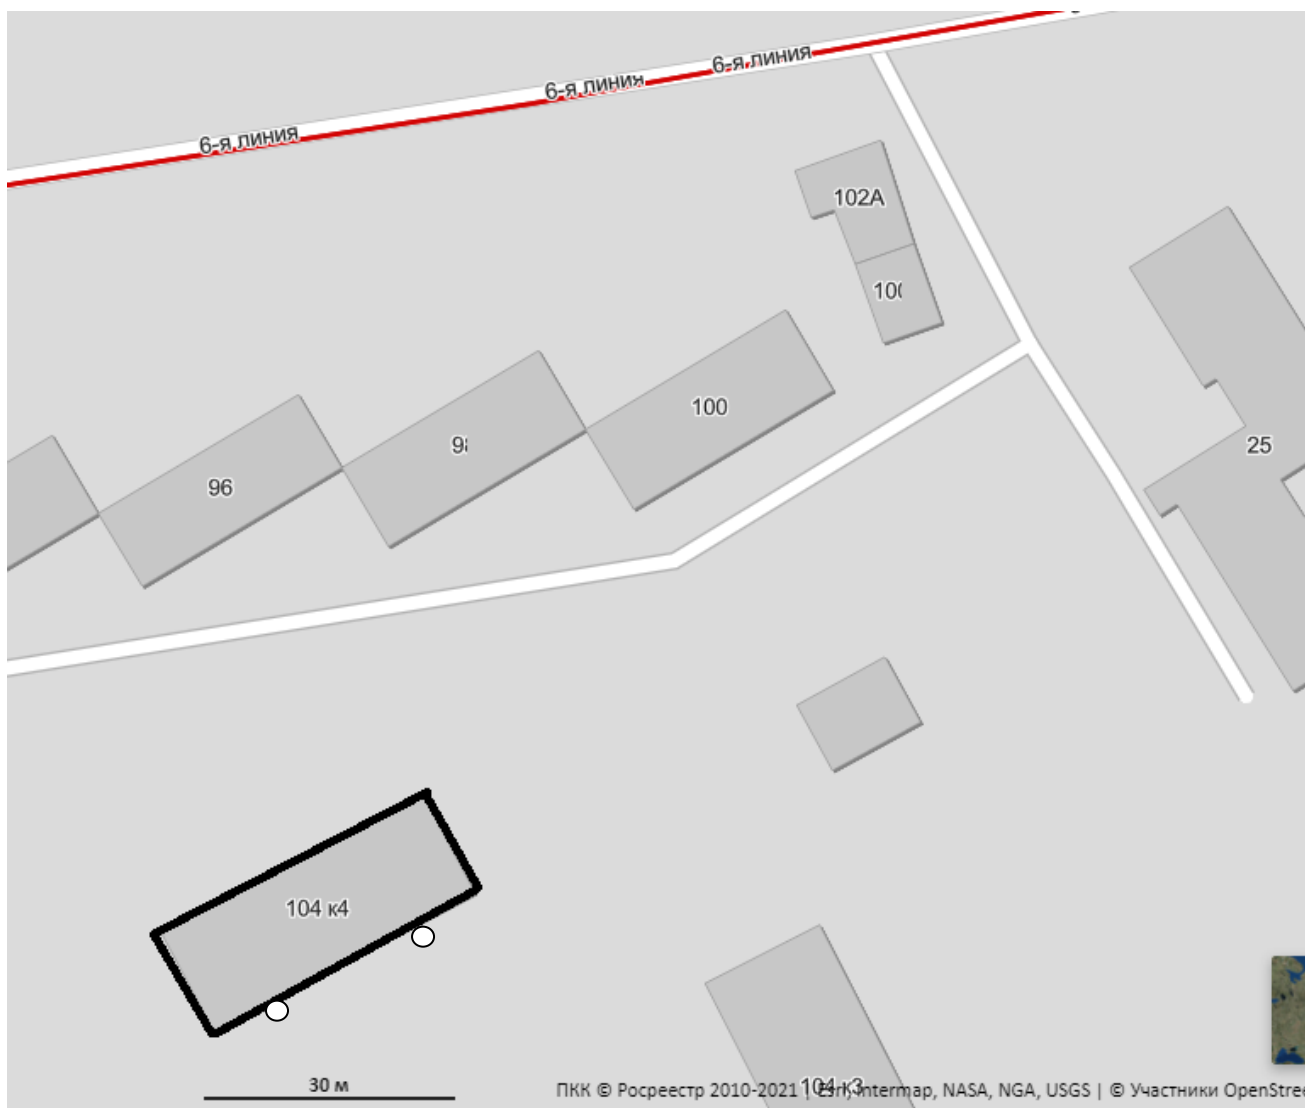 6-я линия
6-я линия
6-я линия
102А
100
98
96
25
104 к4
30 м
ПКК © Росреестр 2010-2021 | Esri, Intermap, NASA, NGA, USGS | © Участники OpenStree